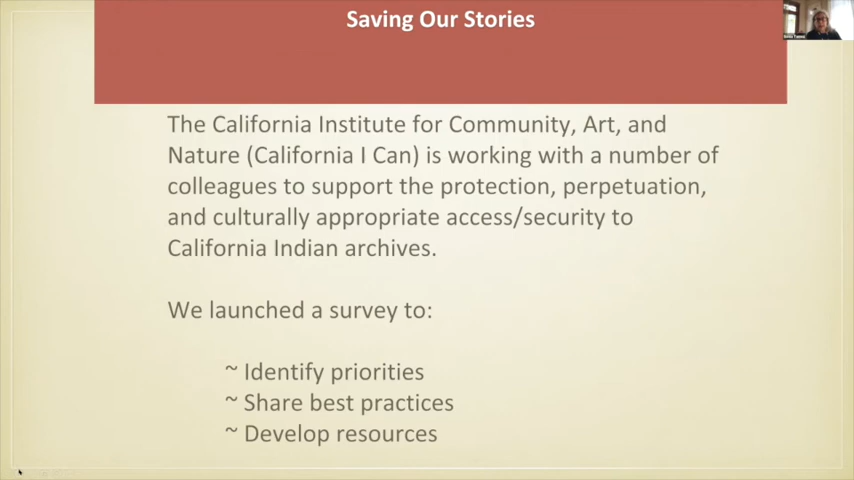 Saving Our Stories
The California Institute for Community, Art, and
Nature (California I Can) is working with a number of
colleagues to support the protection, perpetuation,
and culturally appropriate access/security to
California Indian archives.
We launched a survey to:
~ Identify priorities
~ Share best practices
~ Develop resources